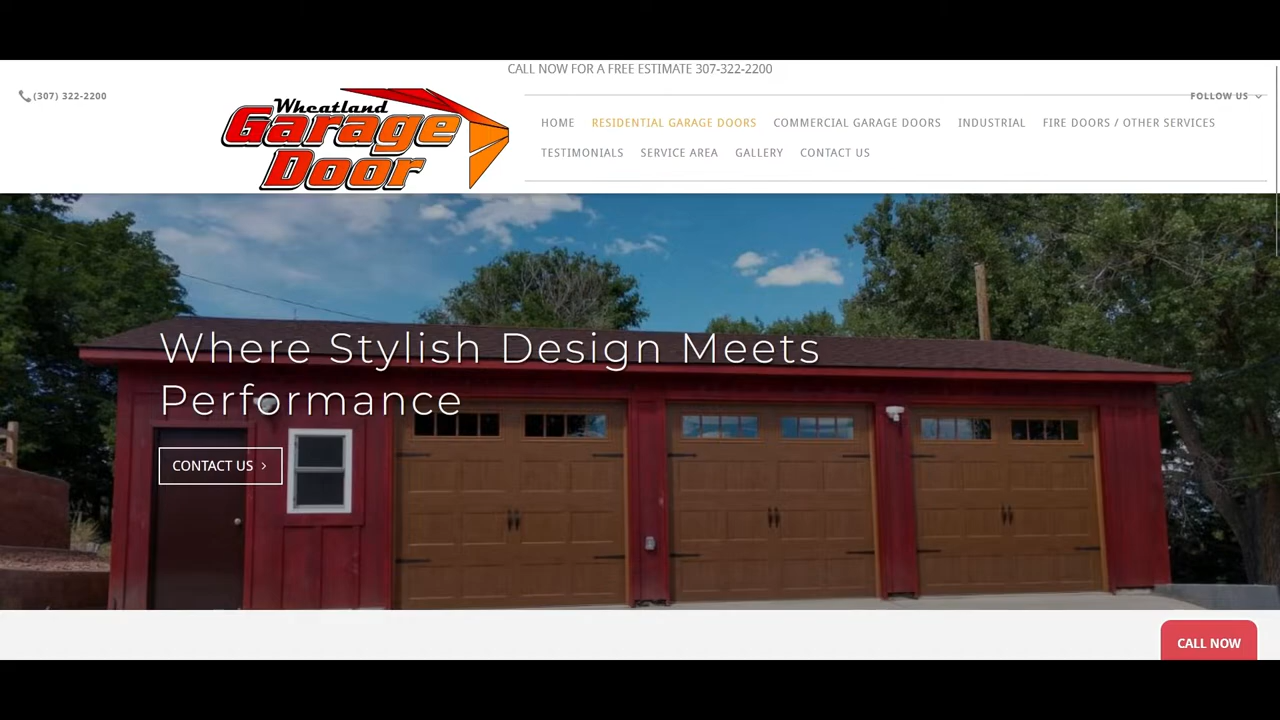 CALL NOW FOR A FREE ESTIMATE 307-322-2200
(307) 322-2200
FOLLOW US
Wheatland
Garage
Door
HOME RESIDENTIAL GARAGE DOORS COMMERCIAL GARAGE DOORS INDUSTRIAL FIRE DOORS / OTHER SERVICES
TESTIMONIALS SERVICE AREA GALLERY CONTACT US
Where Stylish Design Meets
Performance
CONTACT US
CALL NOW